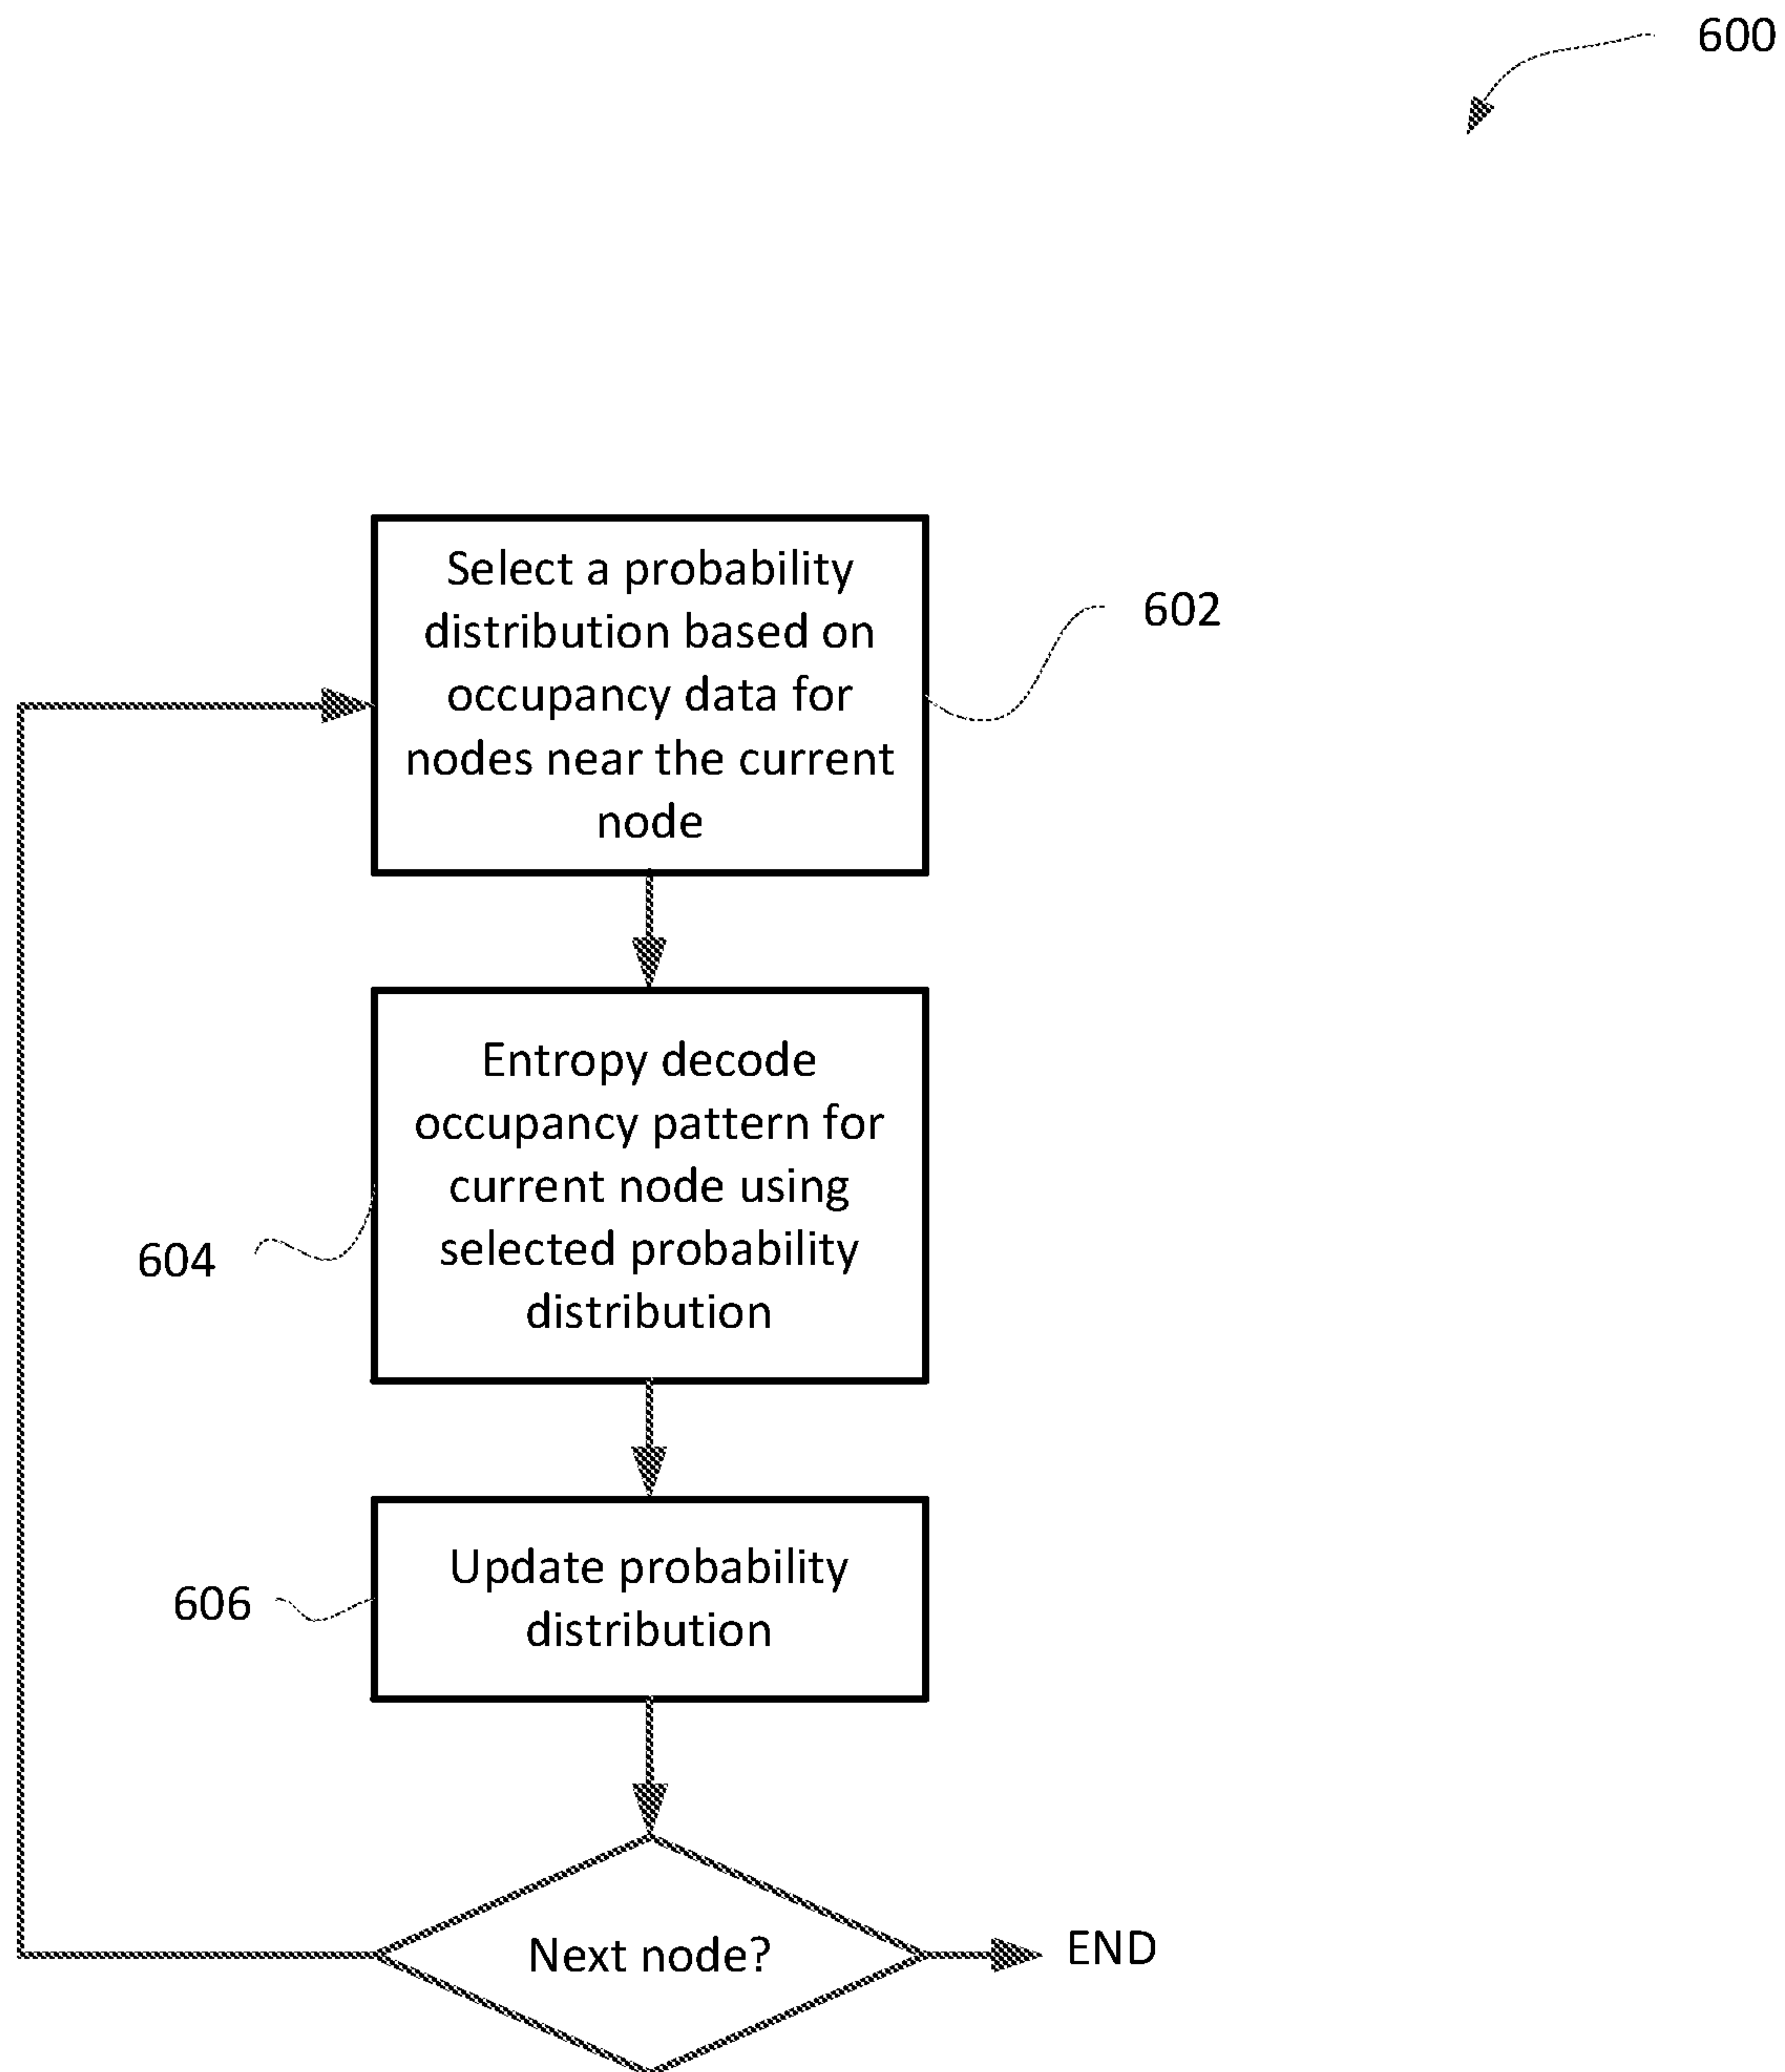 600
Select a probability
distribution based on
occupancy data for
nodes near the current
node
602
Entropy decode
occupancy pattern for
current node using
selected probability
distribution
604
Update probability
distribution
606
Next node?
END